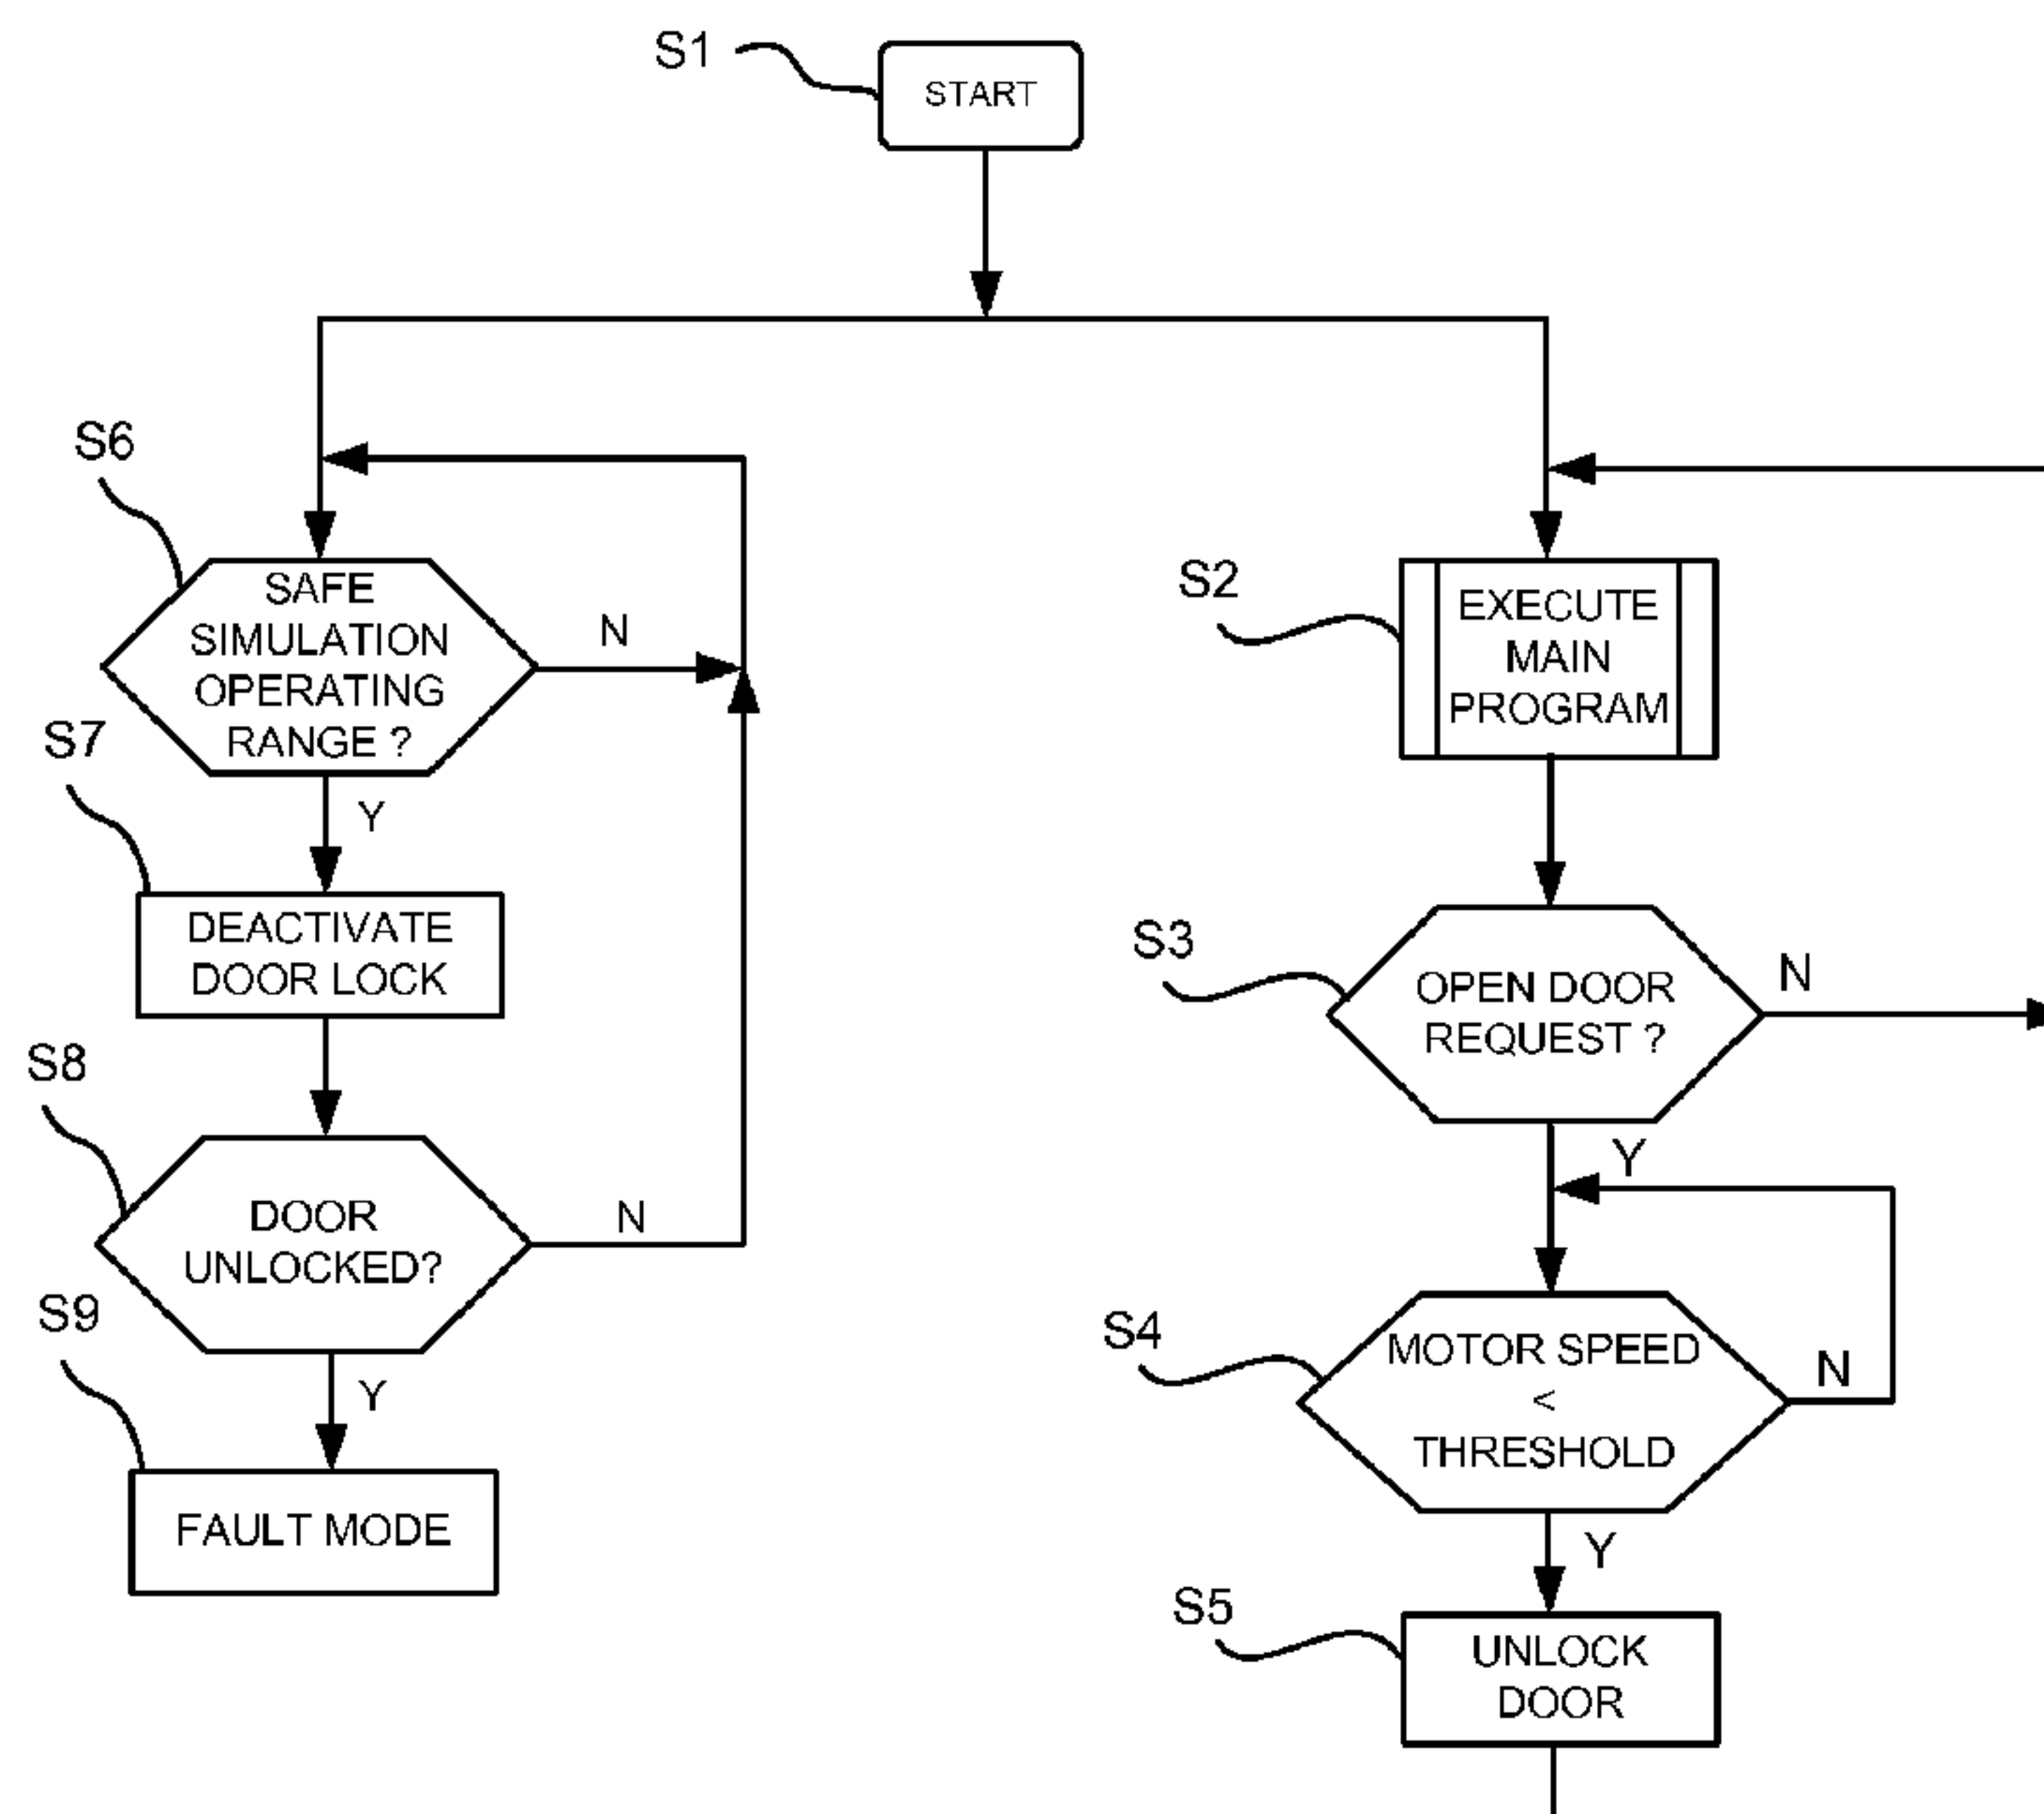 S1
START
S6
SAFE
SIMULATION
OPERATING
RANGE ?
N
Y
S7
DEACTIVATE
DOOR LOCK
S8
DOOR
UNLOCKED?
N
Y
S9
FAULT MODE
S2
EXECUTE
MAIN
PROGRAM
S3
OPEN DOOR
REQUEST ?
N
Y
S4
MOTOR SPEED
<
THRESHOLD
N
Y
S5
UNLOCK
DOOR